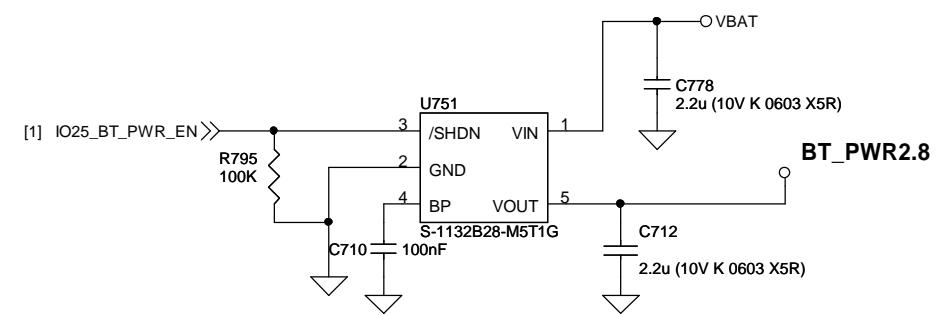 VBAT
C778
2.2u (10V K 0603 X5R)
U751
[1] IO25_BT_PWR_EN
3 /SHDN VIN 1
BT_PWR2.8
R795
100K
2 GND
4 BP VOUT 5
S-1132B28-M5T1G
C710 100nF
C712
2.2u (10V K 0603 X5R)